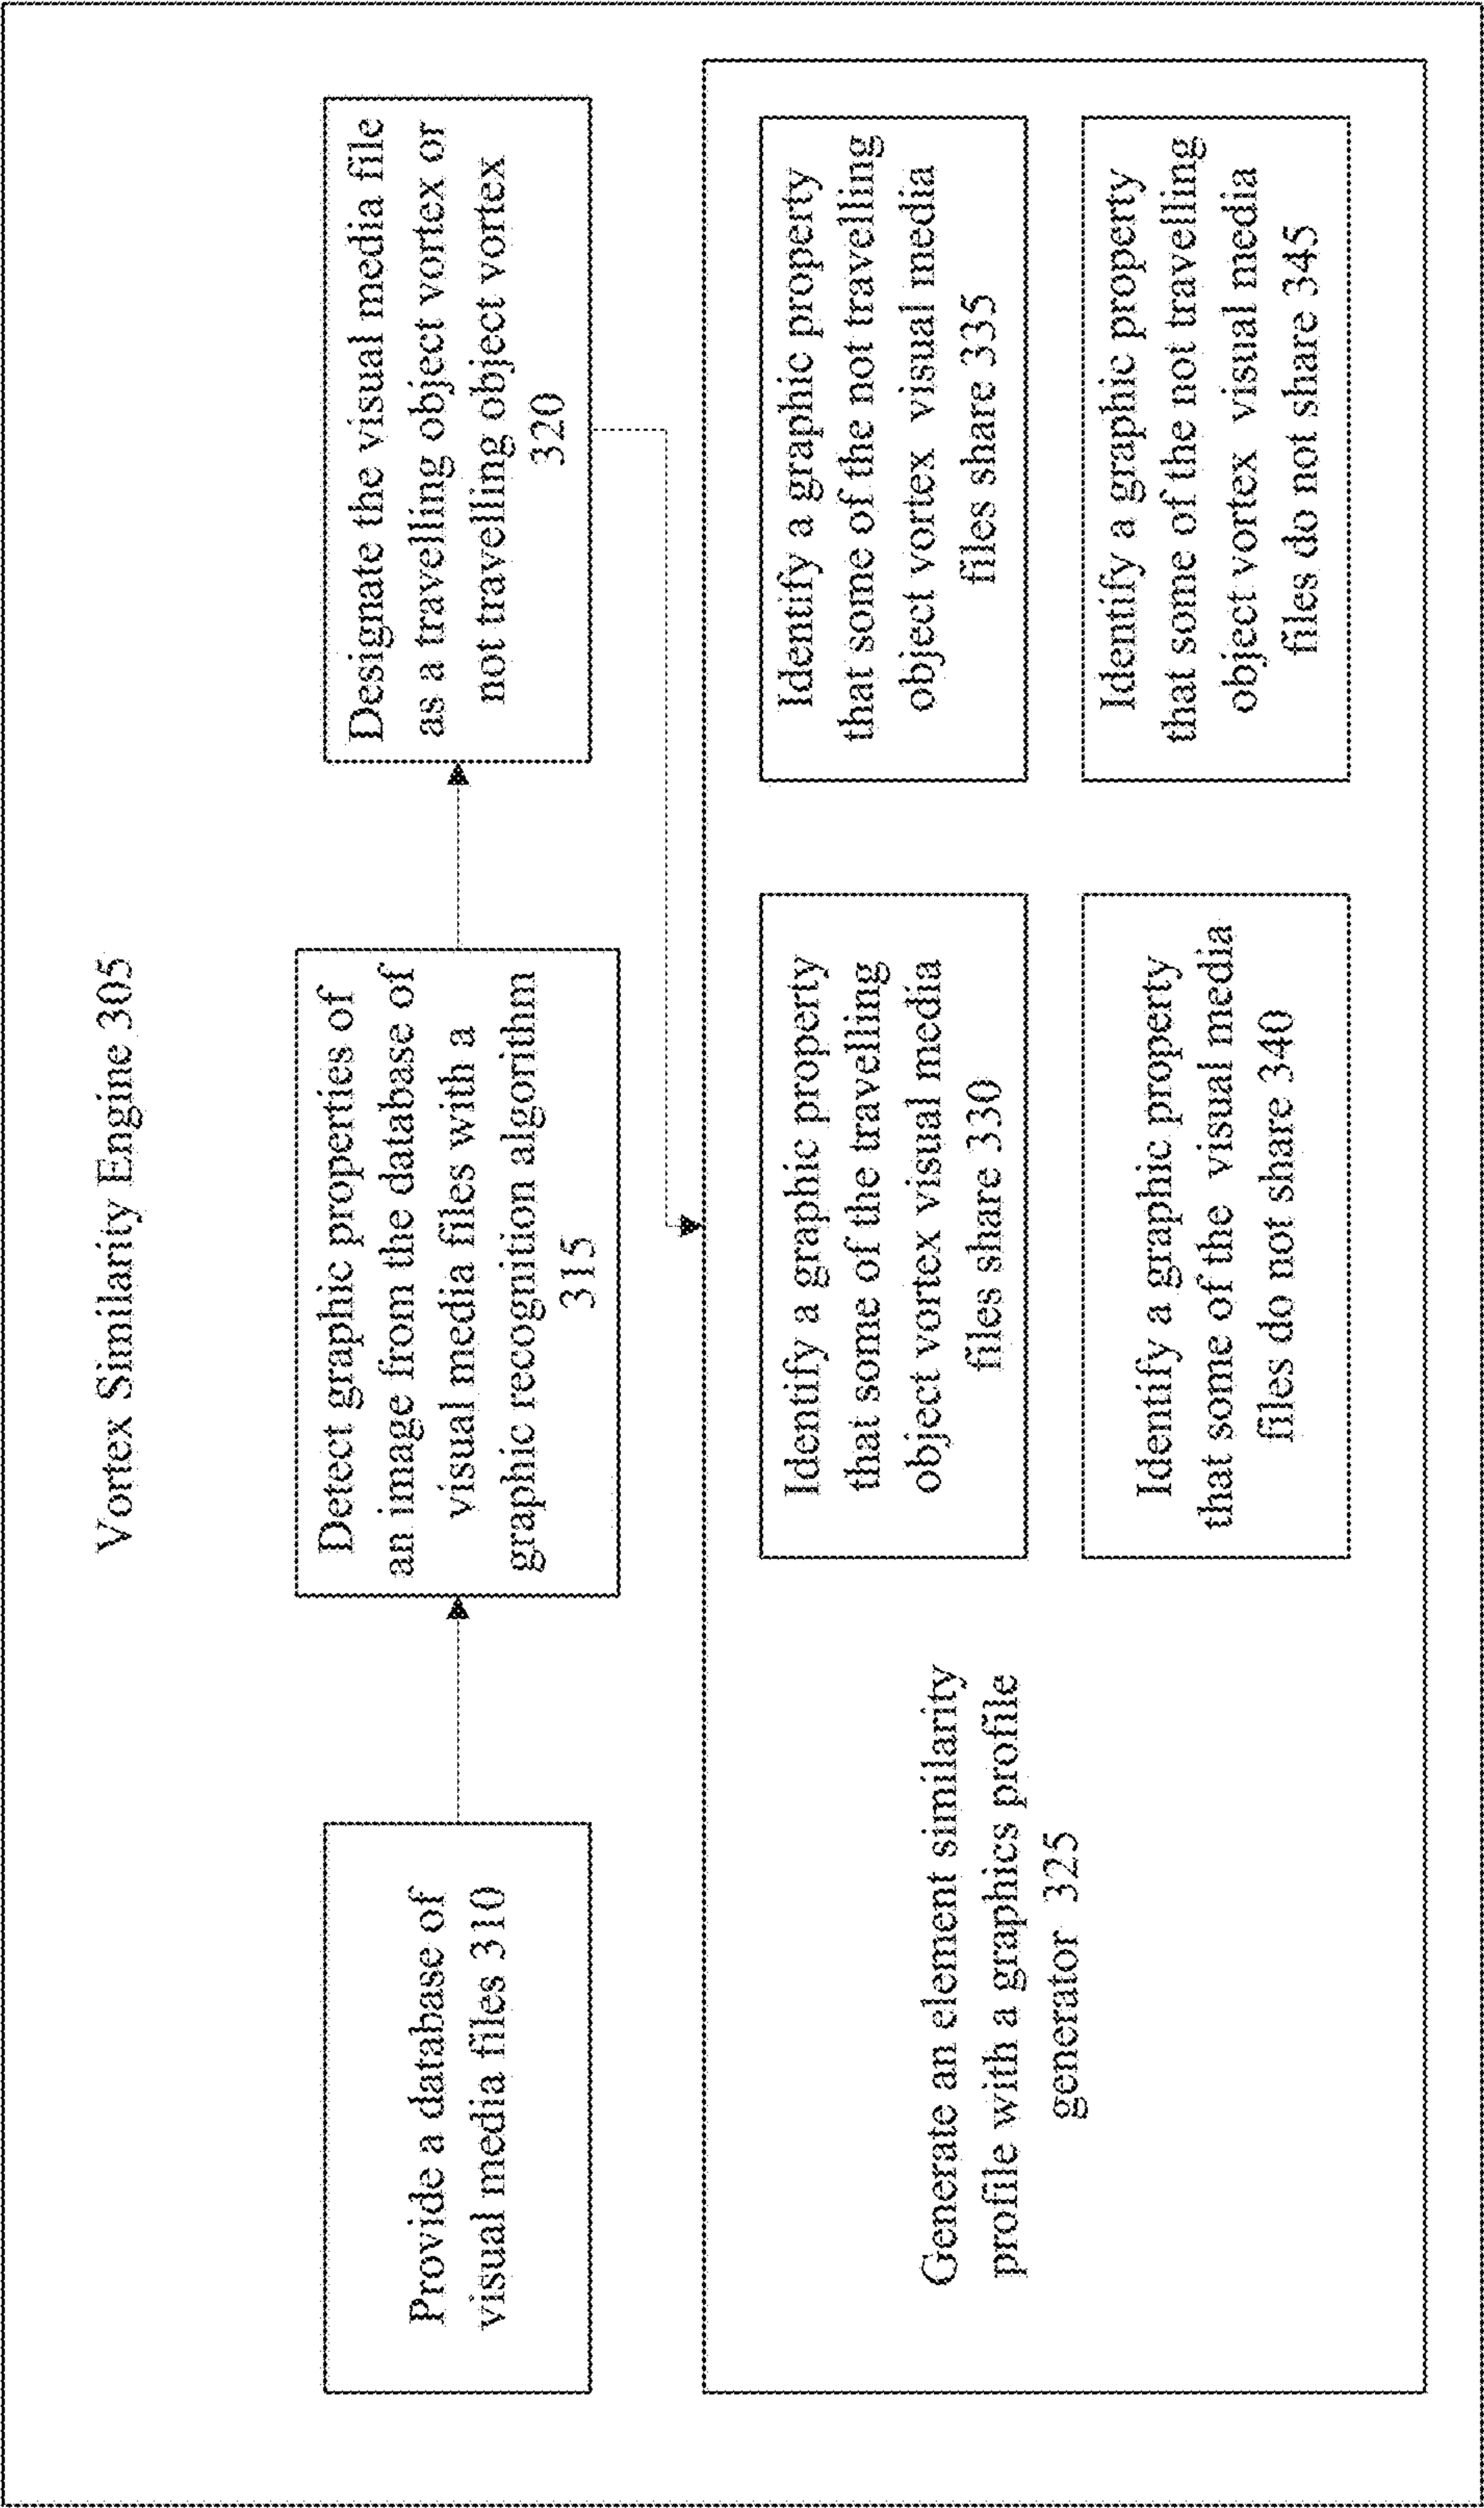 Vortex Similarity Engine 305
Provide a database of
visual media files 310
Detect graphic properties of
an image from the database of
visual media files with a
graphic recognition algorithm
315
Designate the visual media file
as a travelling object vortex or
not travelling object vortex
320
Generate an element similarity
profile with a graphics profile
generator 325
Identify a graphic property
that some of the travelling
object vortex visual media
files share 330
Identify a graphic property
that some of the not travelling
object vortex visual media
files share 335
Identify a graphic property
that some of the visual media
files do not share 340
Identify a graphic property
that some of the not travelling
object vortex visual media
files do not share 345